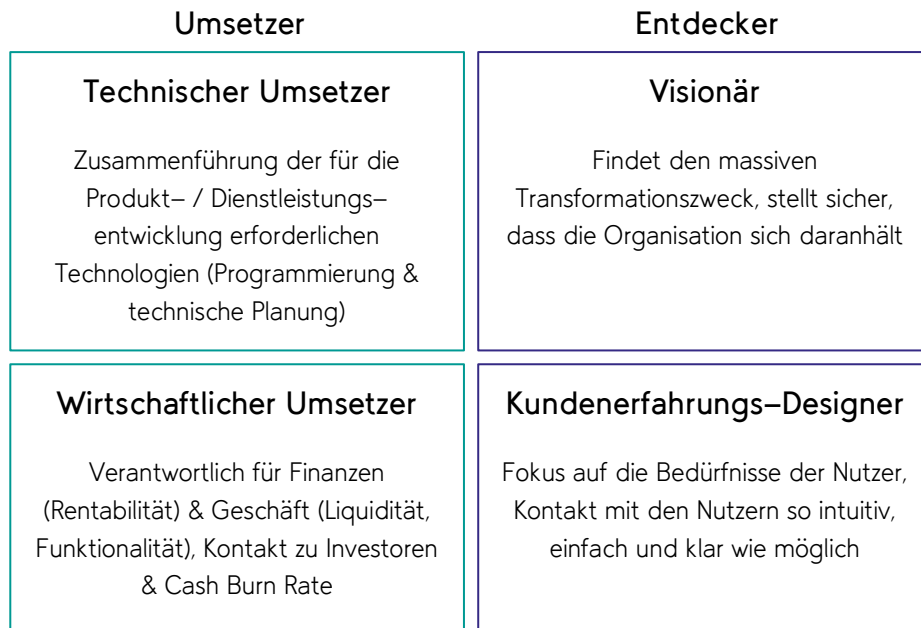 Umsetzer
Entdecker
Technischer Umsetzer
Zusammenführung der für die
Produkt– / Dienstleistungs–
entwicklung erforderlichen
Technologien (Programmierung &
technische Planung)
Visionär
Findet den massiven
Transformationszweck, stellt sicher,
dass die Organisation sich daranhält
Wirtschaftlicher Umsetzer
Verantwortlich für Finanzen
(Rentabilität) & Geschäft (Liquidität,
Funktionalität), Kontakt zu Investoren
& Cash Burn Rate
Kundenerfahrungs–Designer
Fokus auf die Bedürfnisse der Nutzer,
Kontakt mit den Nutzern so intuitiv,
einfach und klar wie möglich